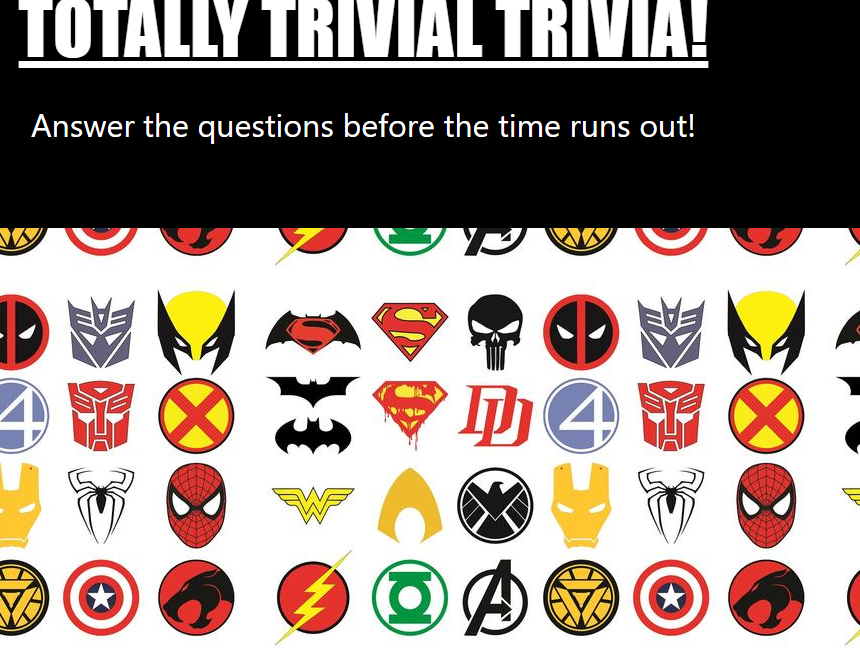 TOTALLY TRIVIAL TRIVIA!
Answer the questions before the time runs out!